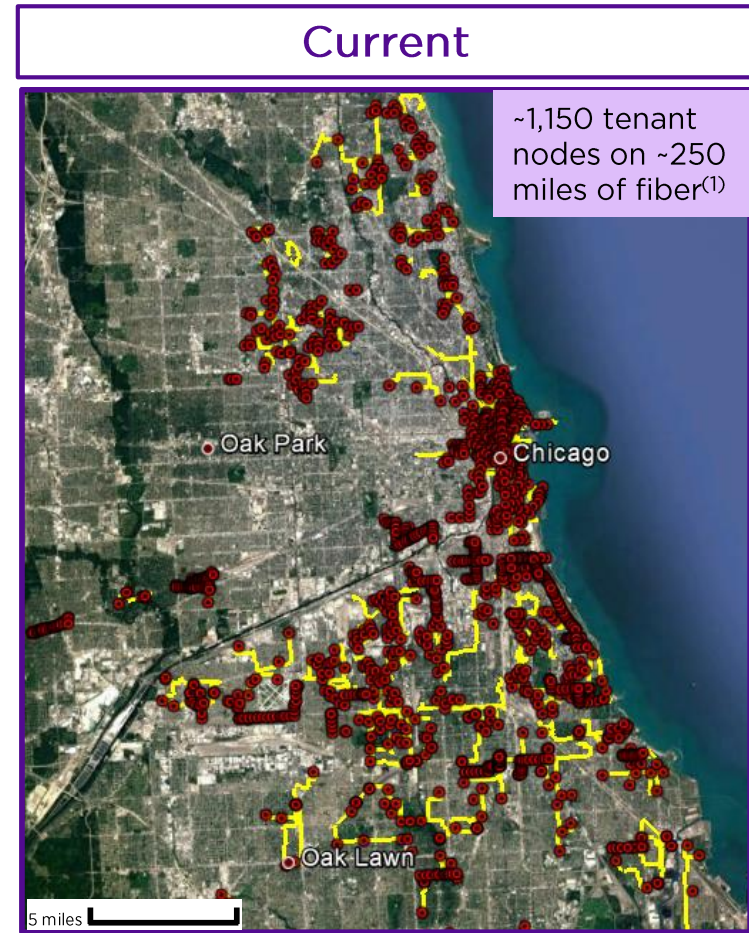 Current
~1,150 tenant
nodes on ~250
miles of fiber(1)
Oak Park
Chicago
Oak Lawn
5 miles